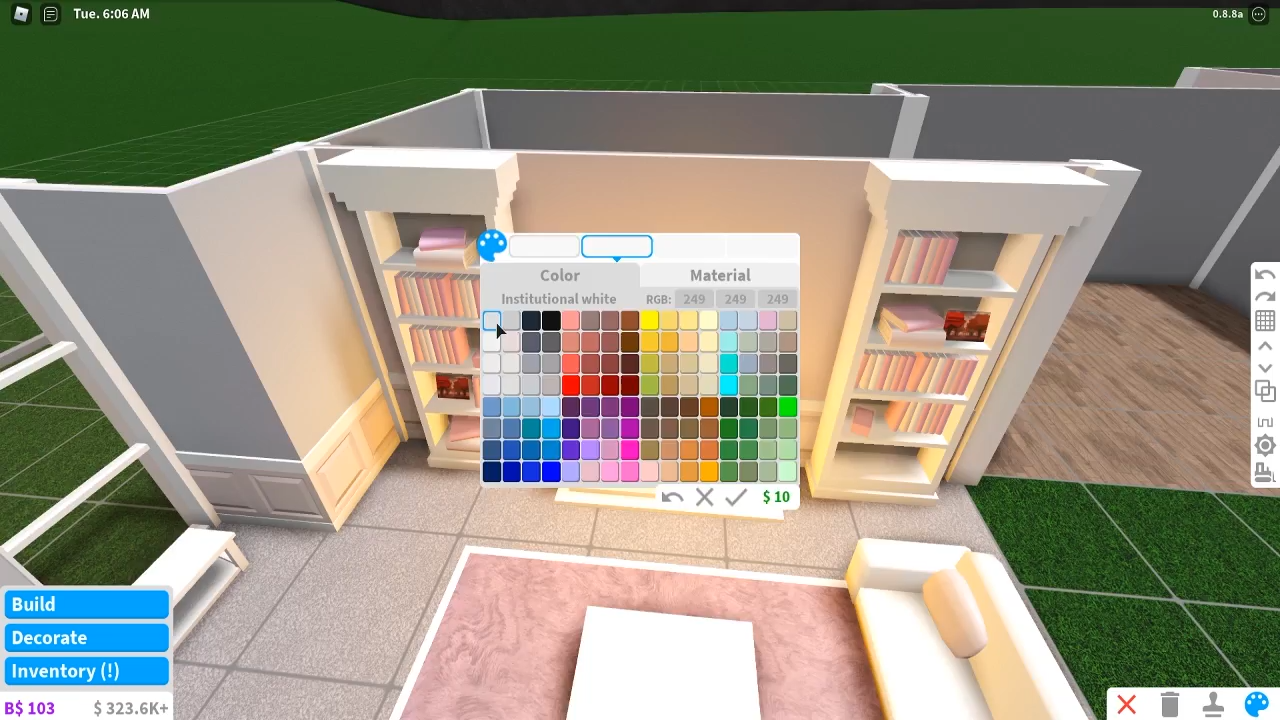 Tue. 6:06 AM
0.8.8a
Color
Material
Institutional white
RGB: 249 249 249
$ 10
Build
Decorate
Inventory (!)
B$ 103
$ 323.6K+